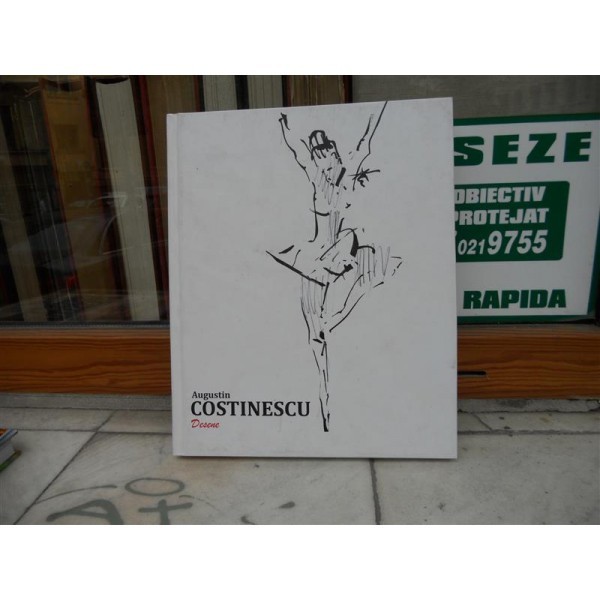 Augustin
COSTINESCU
Desene
SEZE
OBIECTIV
PROTEJAT
0219755
RAPIDA